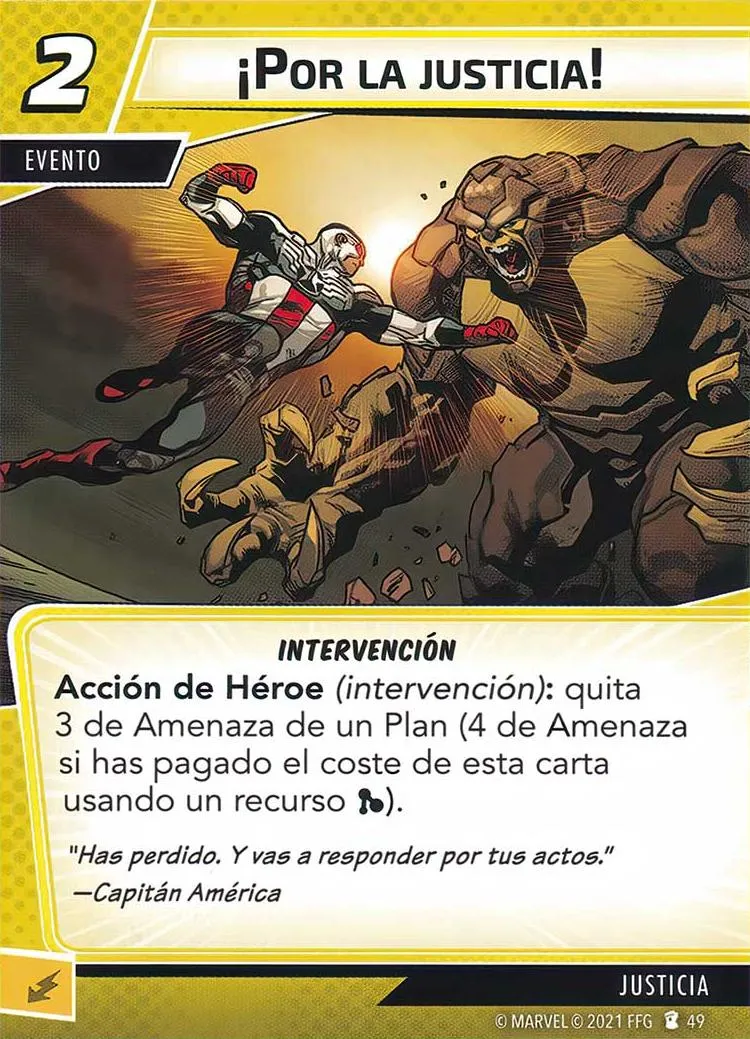 2
¡POR LA JUSTICIA!
EVENTO
INTERVENCIÓN
Acción de Héroe (intervención): quita
3 de Amenaza de un Plan (4 de Amenaza
si has pagado el coste de esta carta
usando un recurso ).
"Has perdido. Y vas a responder por tus actos."
—Capitán América
JUSTICIA
© MARVEL © 2021 FFG 49